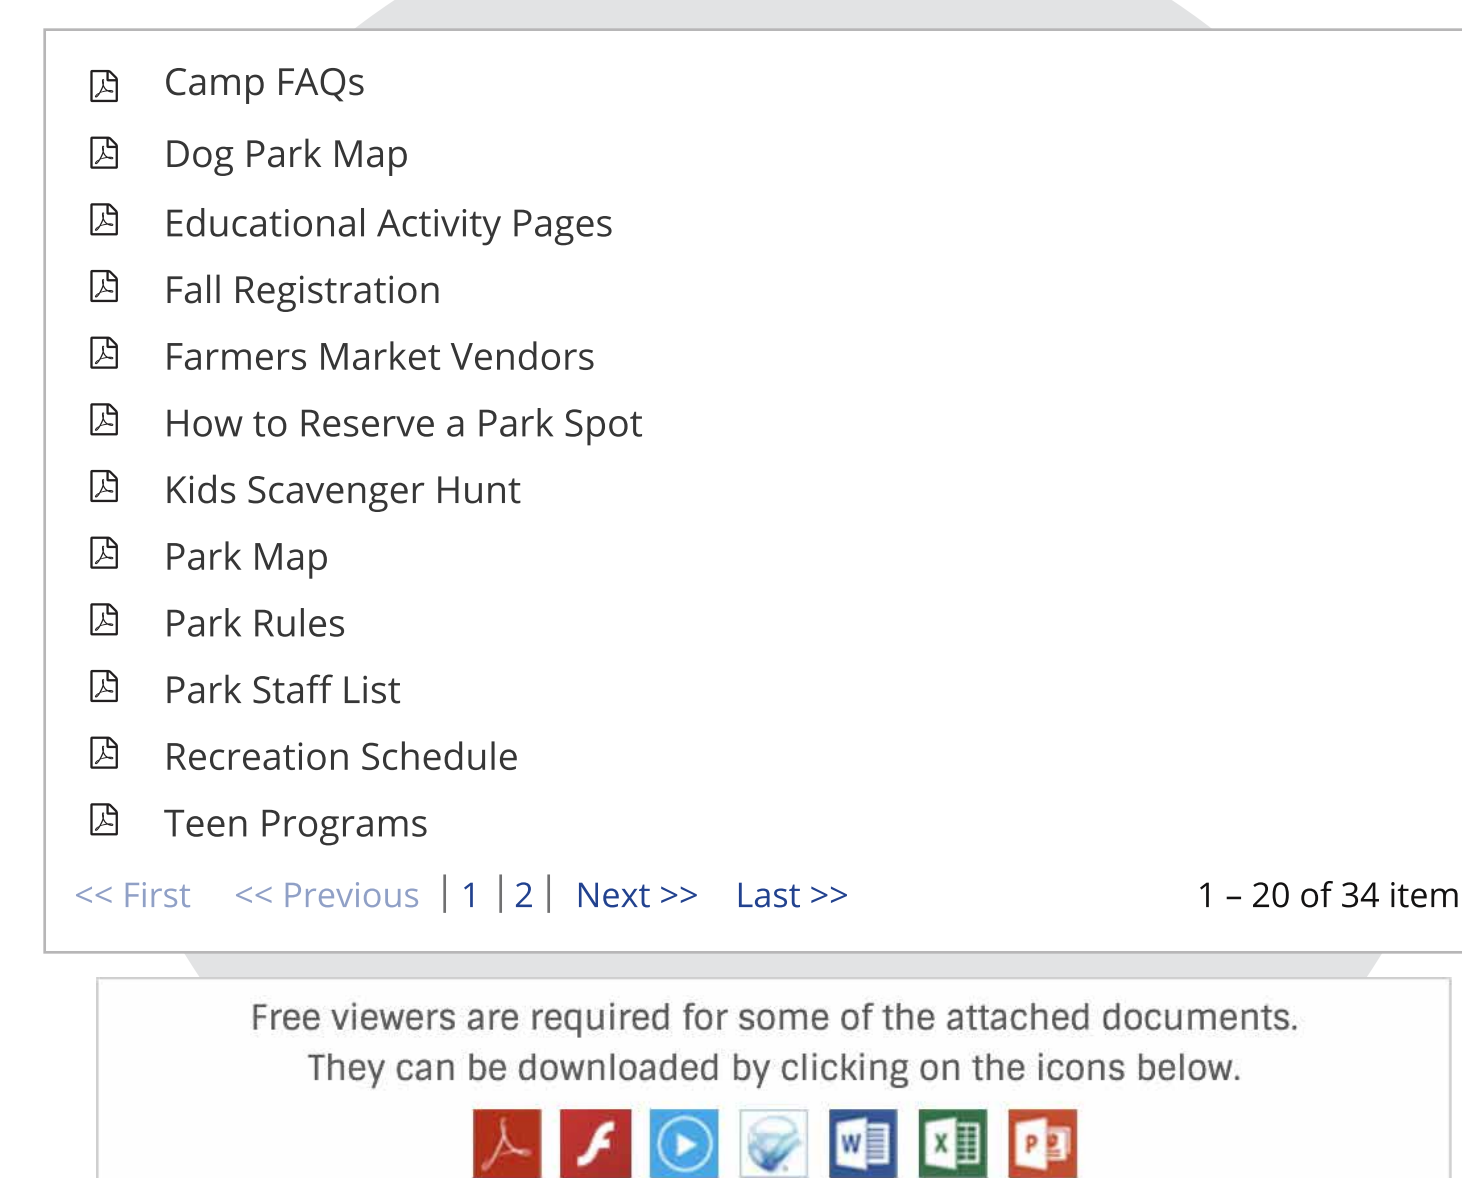 Camp FAQs
Dog Park Map
Educational Activity Pages
Fall Registration
Farmers Market Vendors
How to Reserve a Park Spot
Kids Scavenger Hunt
Park Map
Park Rules
Park Staff List
Recreation Schedule
Teen Programs
<< First << Previous | 1 | 2 | Next >> Last >> 1 – 20 of 34 item
Free viewers are required for some of the attached documents.
They can be downloaded by clicking on the icons below.
W X P